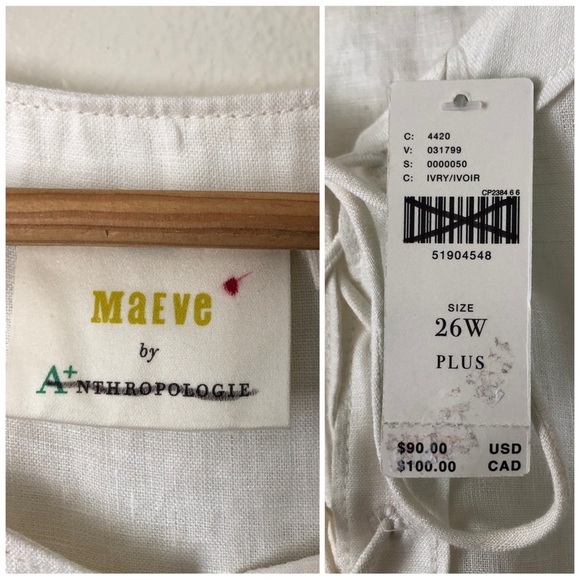 MaEVe
by
A+NTHROPOLOGIE
C: 4420
V: 031799
S: 0000050
C: IVRY/IVOIR
CP2384 6 6
51904548
SIZE
26W
PLUS
$90.00 USD
$100.00 CAD